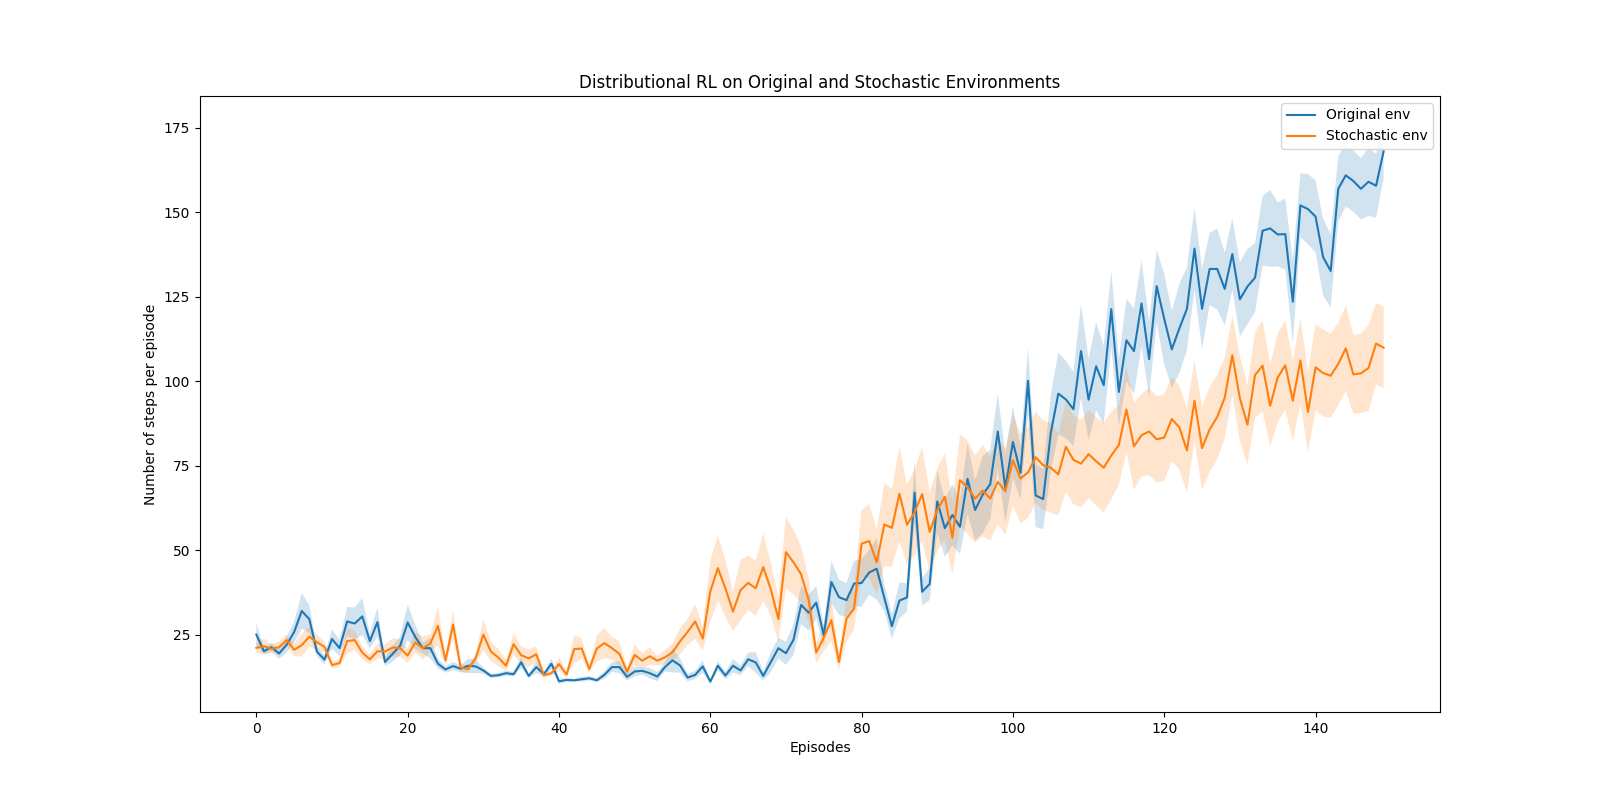 Distributional RL on Original and Stochastic Environments
Original env
Stochastic env
175
150
125
100
75
50
25
Number of steps per episode
0 20 40 60 80 100 120 140
Episodes